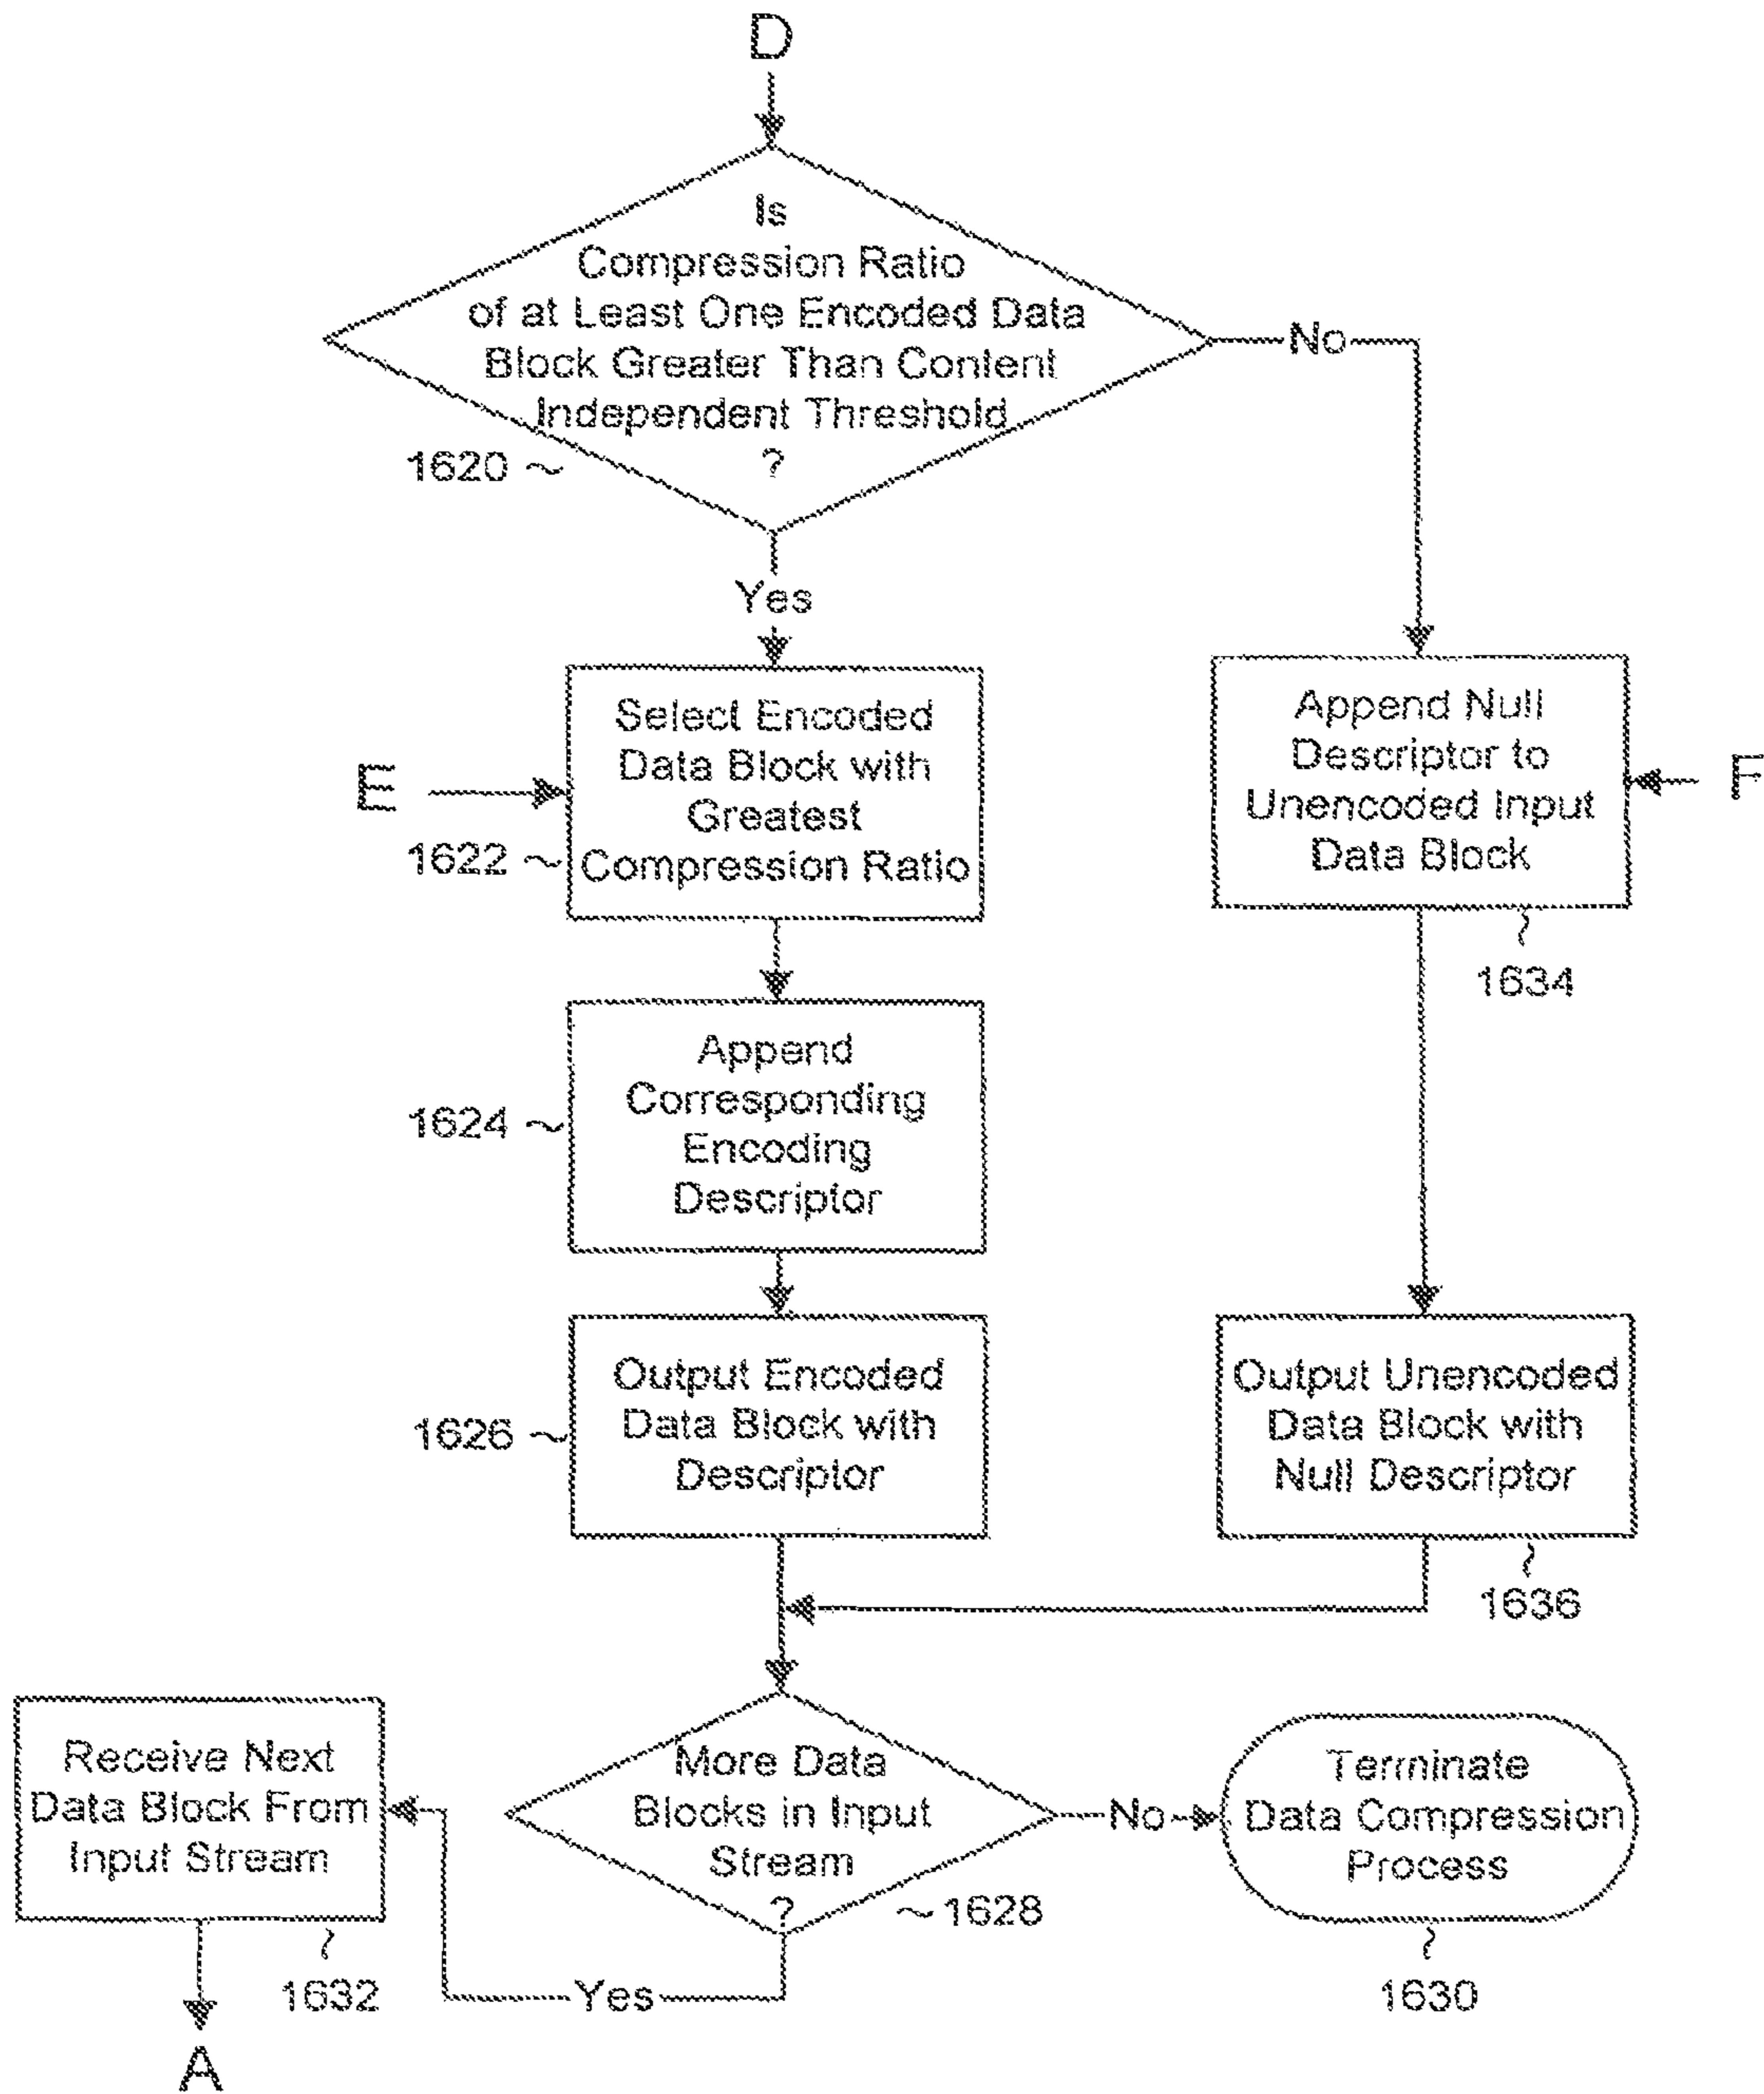 D
Is
Compression Ratio
of at Least One Encoded Data
Block Greater Than Content
Independent Threshold
?
1620
No
Yes
Select Encoded
Data Block with
Greatest
Compression Ratio
E
1622
Append Null
Descriptor to
Unencoded Input
Data Block
F
1634
Append
Corresponding
Encoding
Descriptor
1624
Output Encoded
Data Block with
Descriptor
1626
Output Unencoded
Data Block with
Null Descriptor
1636
Receive Next
Data Block From
Input Stream
1632
A
More Data
Blocks in Input
Stream
?
1628
Yes
No
Terminate
Data Compression
Process
1630